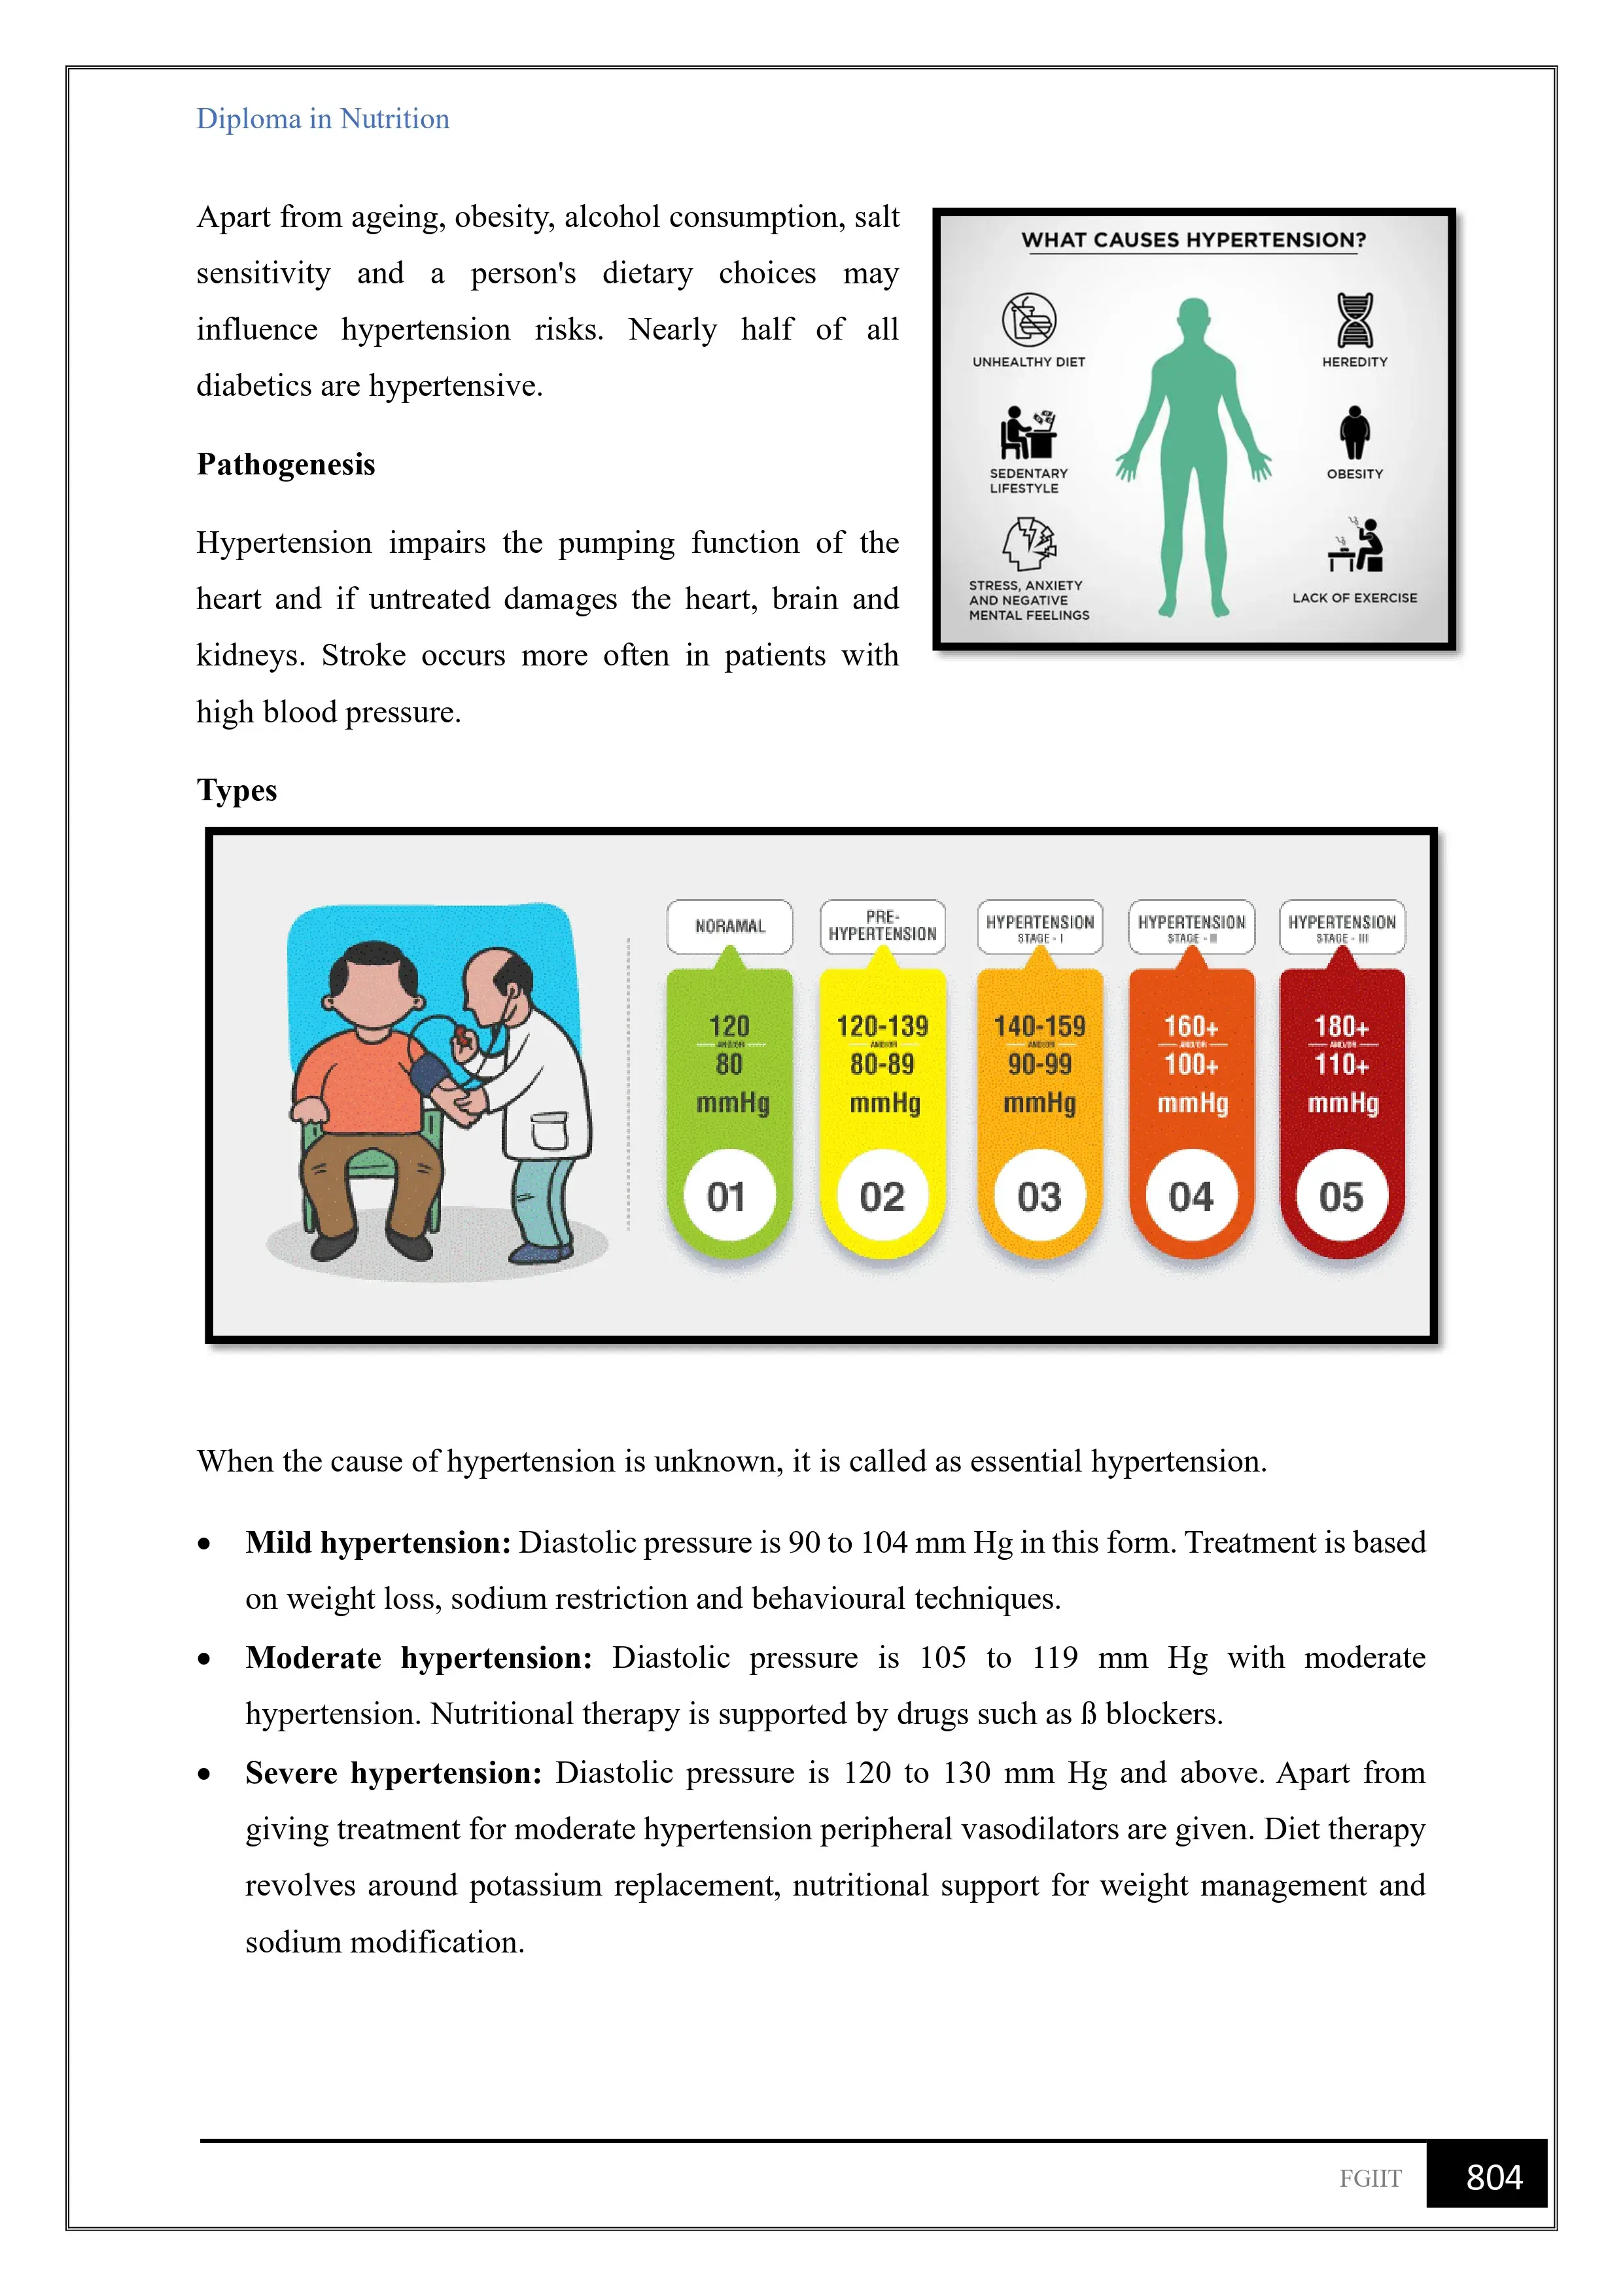 Diploma in Nutrition
Apart from ageing, obesity, alcohol consumption, salt
sensitivity and a person's dietary choices may
influence hypertension risks. Nearly half of all
diabetics are hypertensive.
WHAT CAUSES HYPERTENSION?
UNHEALTHY DIET
HEREDITY
SEDENTARY
LIFESTYLE
OBESITY
STRESS, ANXIETY
AND NEGATIVE
MENTAL FEELINGS
LACK OF EXERCISE
Pathogenesis
Hypertension impairs the pumping function of the
heart and if untreated damages the heart, brain and
kidneys. Stroke occurs more often in patients with
high blood pressure.
Types
NORAMAL
120
AND/OR
80
mmHg
01
PRE-
HYPERTENSION
120-139
AND/OR
80-89
mmHg
02
HYPERTENSION
STAGE - I
140-159
AND/OR
90-99
mmHg
03
HYPERTENSION
STAGE - II
160+
AND/OR
100+
mmHg
04
HYPERTENSION
STAGE - III
180+
AND/OR
110+
mmHg
05
When the cause of hypertension is unknown, it is called as essential hypertension.
• Mild hypertension: Diastolic pressure is 90 to 104 mm Hg in this form. Treatment is based
on weight loss, sodium restriction and behavioural techniques.
• Moderate hypertension: Diastolic pressure is 105 to 119 mm Hg with moderate
hypertension. Nutritional therapy is supported by drugs such as ß blockers.
• Severe hypertension: Diastolic pressure is 120 to 130 mm Hg and above. Apart from
giving treatment for moderate hypertension peripheral vasodilators are given. Diet therapy
revolves around potassium replacement, nutritional support for weight management and
sodium modification.
FGIIT 804